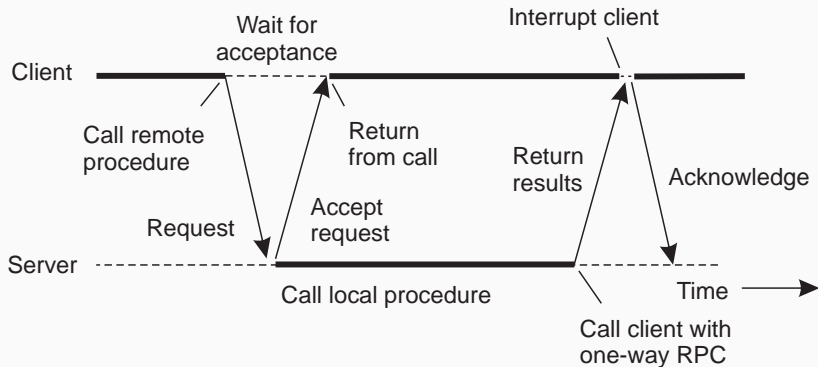 Interrupt client
Wait for
acceptance
Client
Call remote
procedure
Return
from call
Return
results
Acknowledge
Request
Accept
request
Server
Call local procedure
Time
Call client with
one-way RPC